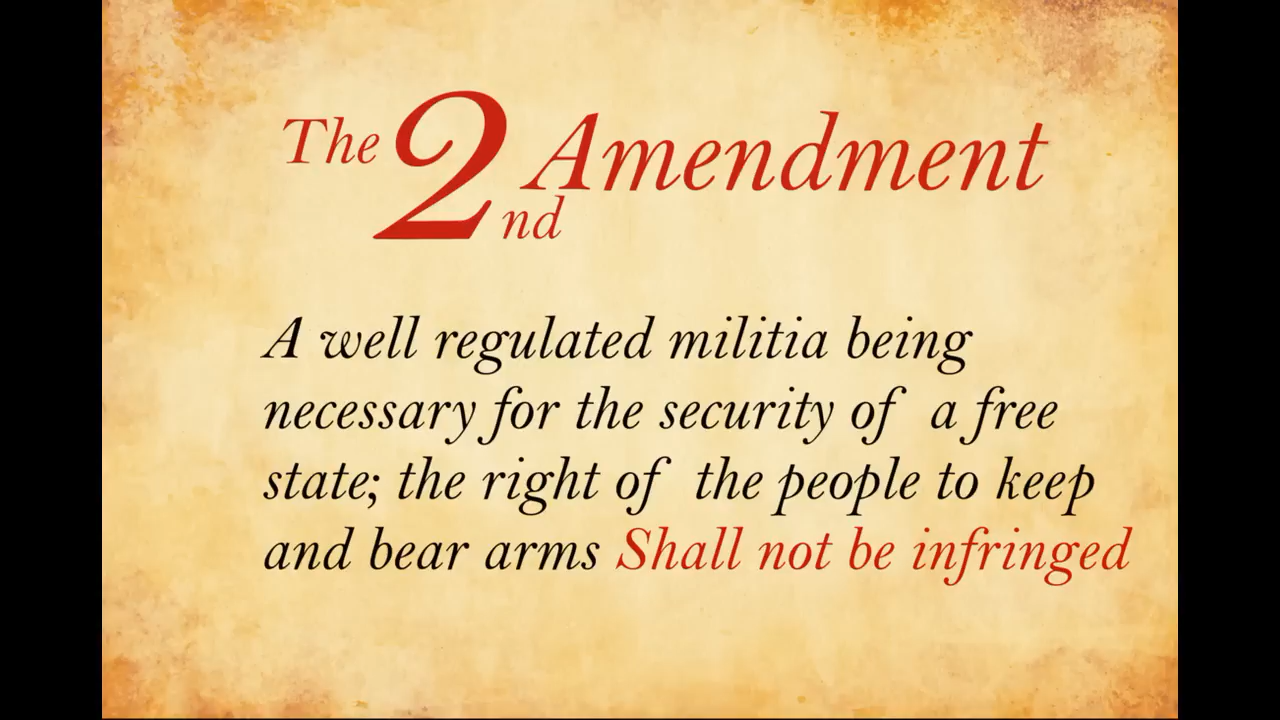 The 2nd Amendment
A well regulated militia being
necessary for the security of a free
state; the right of the people to keep
and bear arms Shall not be infringed